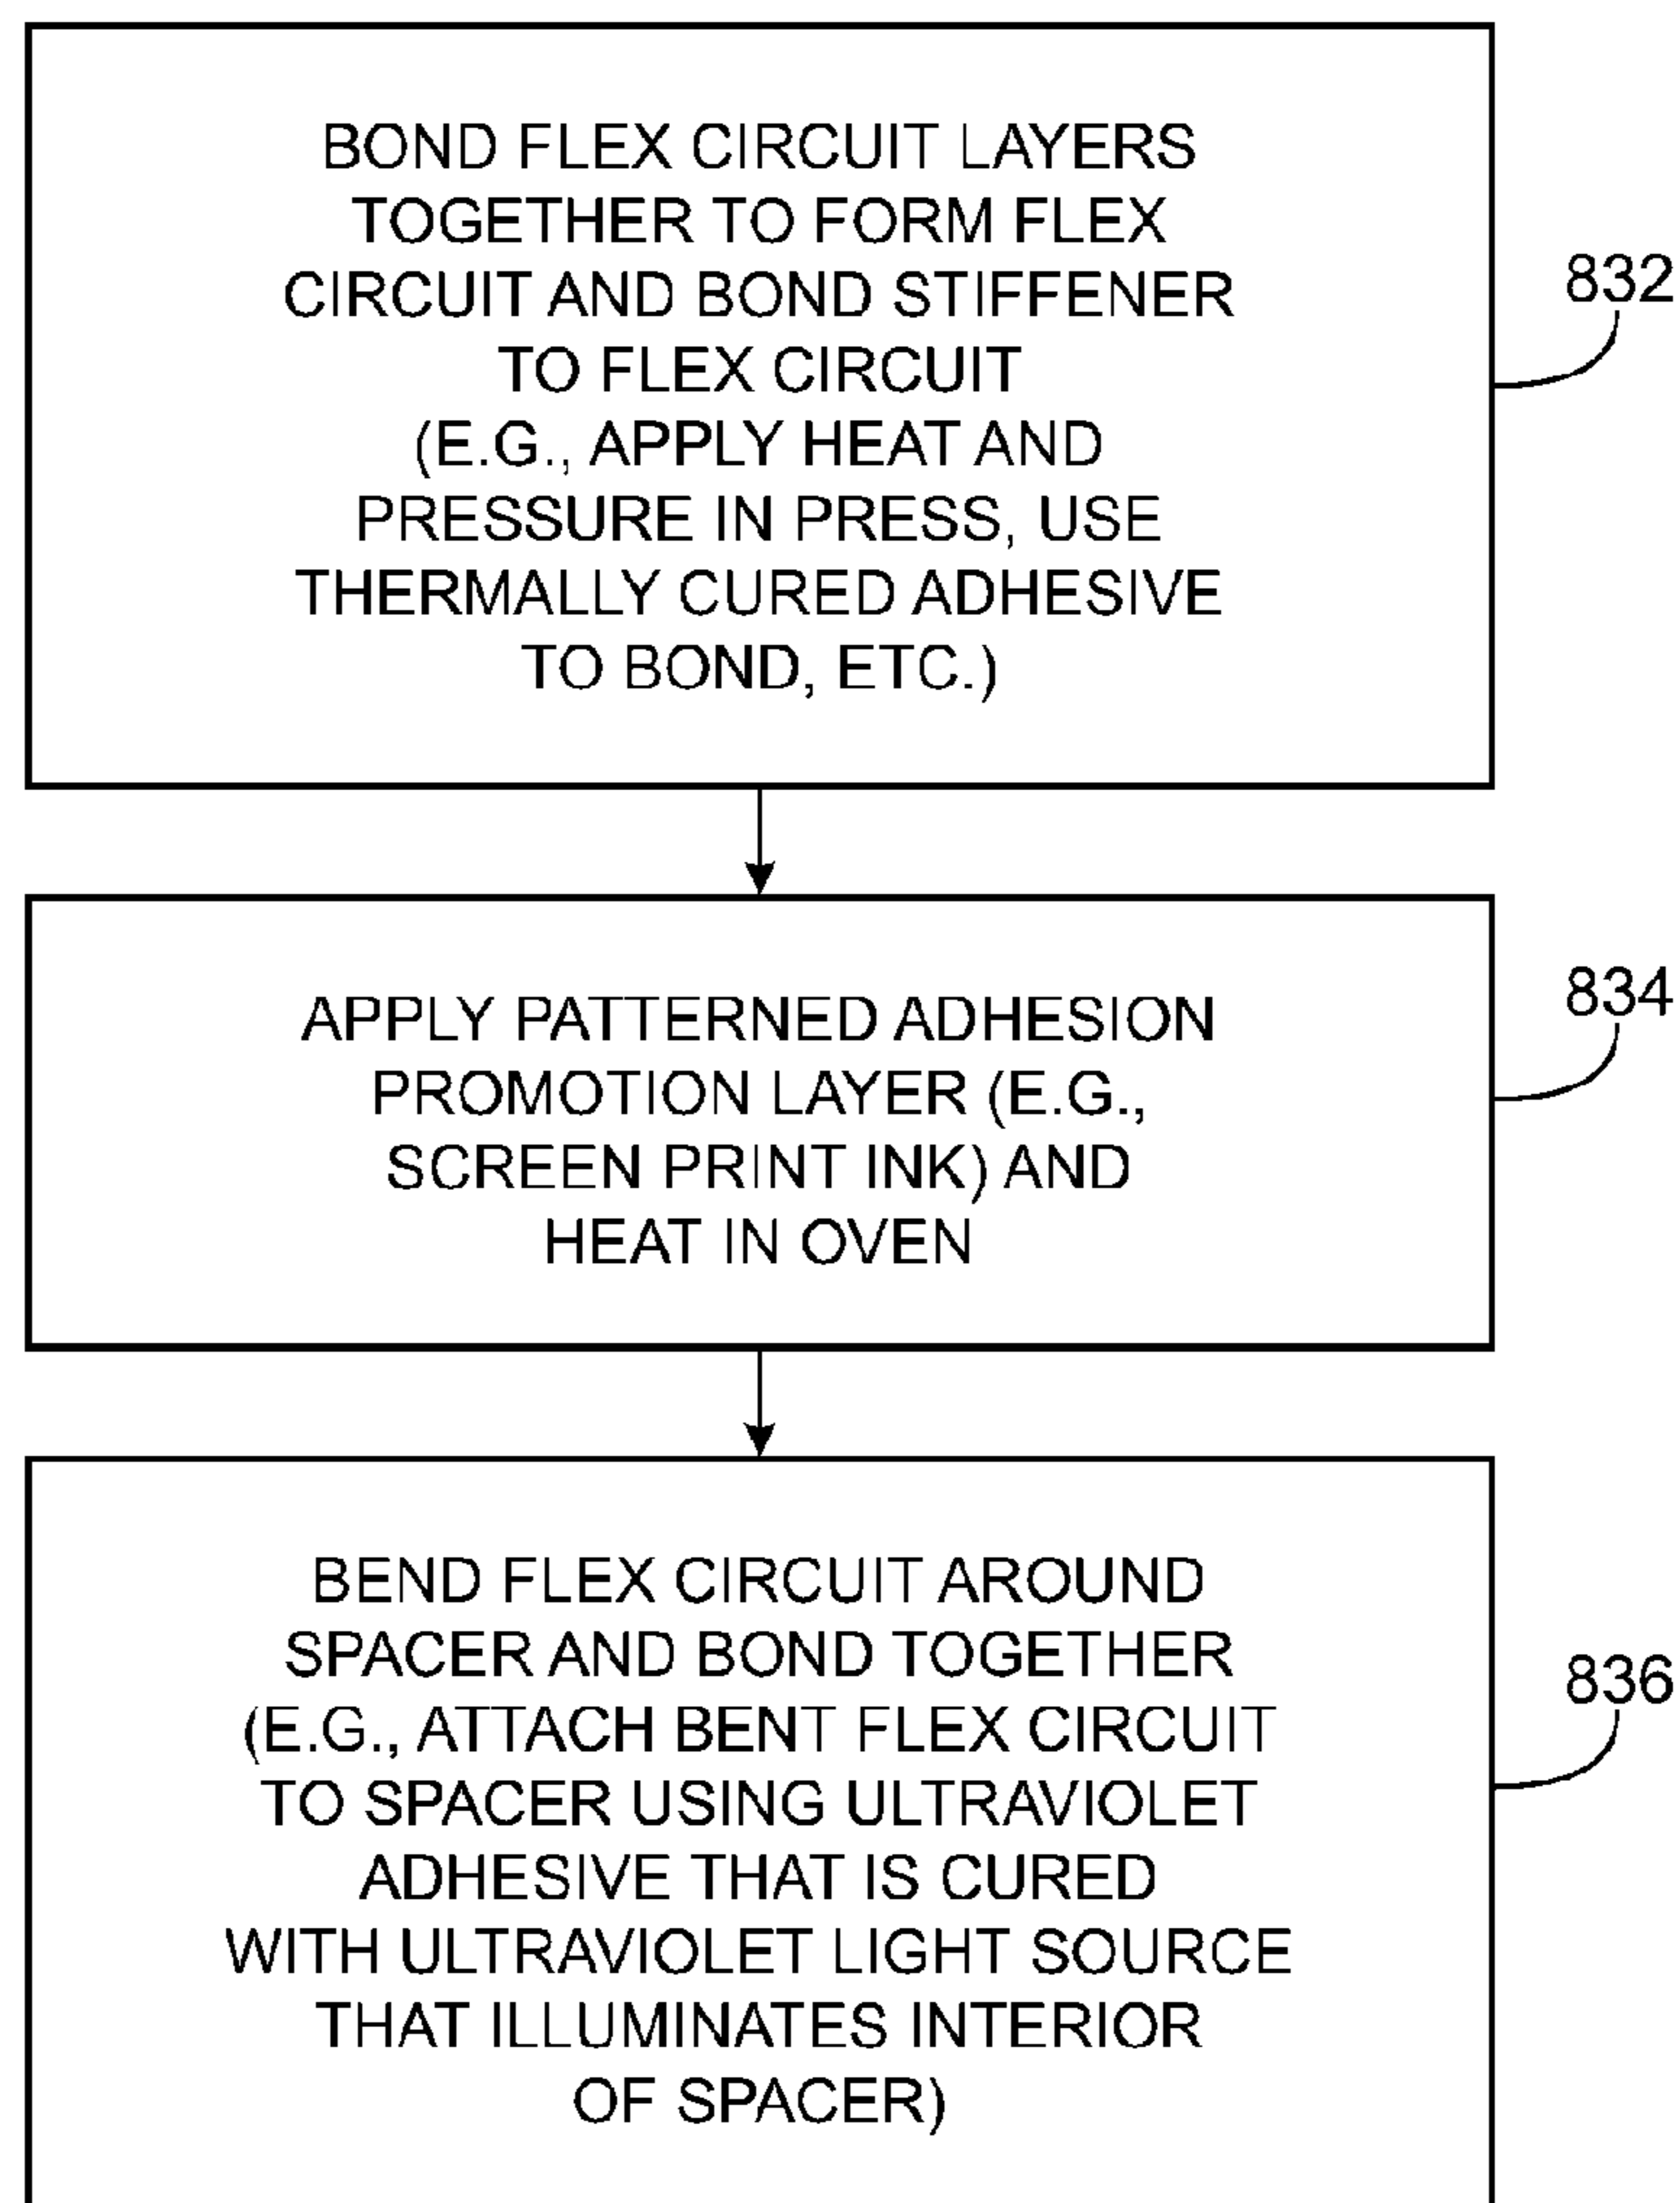 BOND FLEX CIRCUIT LAYERS
TOGETHER TO FORM FLEX
CIRCUIT AND BOND STIFFENER
TO FLEX CIRCUIT
(E.G., APPLY HEAT AND
PRESSURE IN PRESS, USE
THERMALLY CURED ADHESIVE
TO BOND, ETC.)
832
APPLY PATTERNED ADHESION
PROMOTION LAYER (E.G.,
SCREEN PRINT INK) AND
HEAT IN OVEN
834
BEND FLEX CIRCUIT AROUND
SPACER AND BOND TOGETHER
(E.G., ATTACH BENT FLEX CIRCUIT
TO SPACER USING ULTRAVIOLET
ADHESIVE THAT IS CURED
WITH ULTRAVIOLET LIGHT SOURCE
THAT ILLUMINATES INTERIOR
OF SPACER)
836